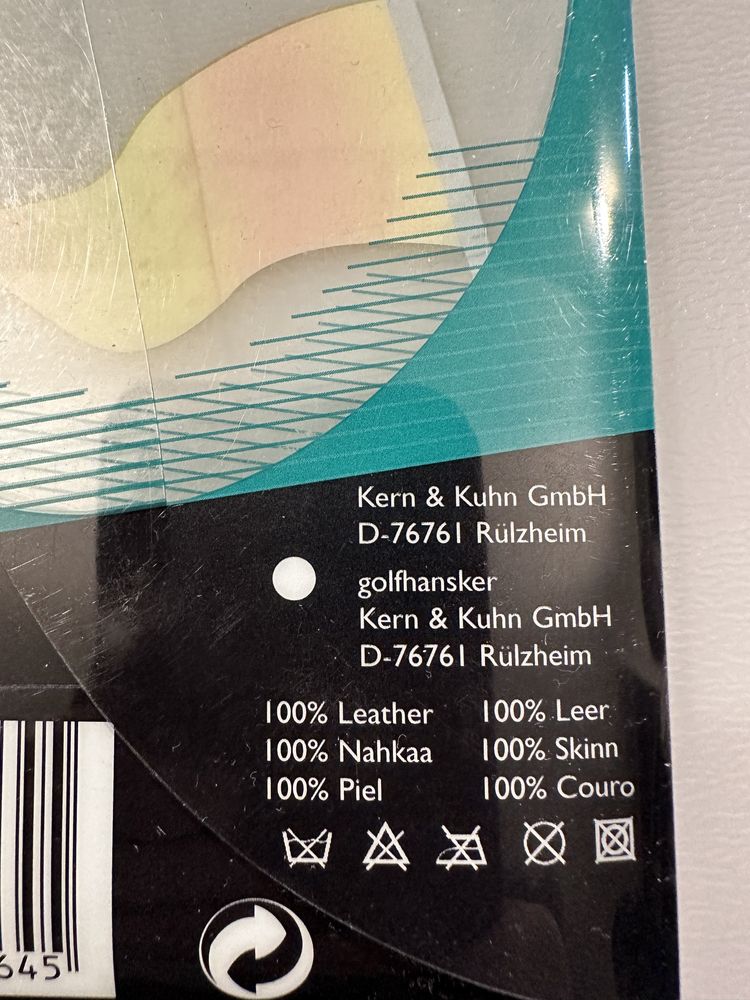 Kern & Kuhn GmbH
D-76761 Rülzheim
golfhansker
Kern & Kuhn GmbH
D-76761 Rülzheim
100% Leather 100% Leer
100% Nahkaa 100% Skinn
100% Piel 100% Couro
645